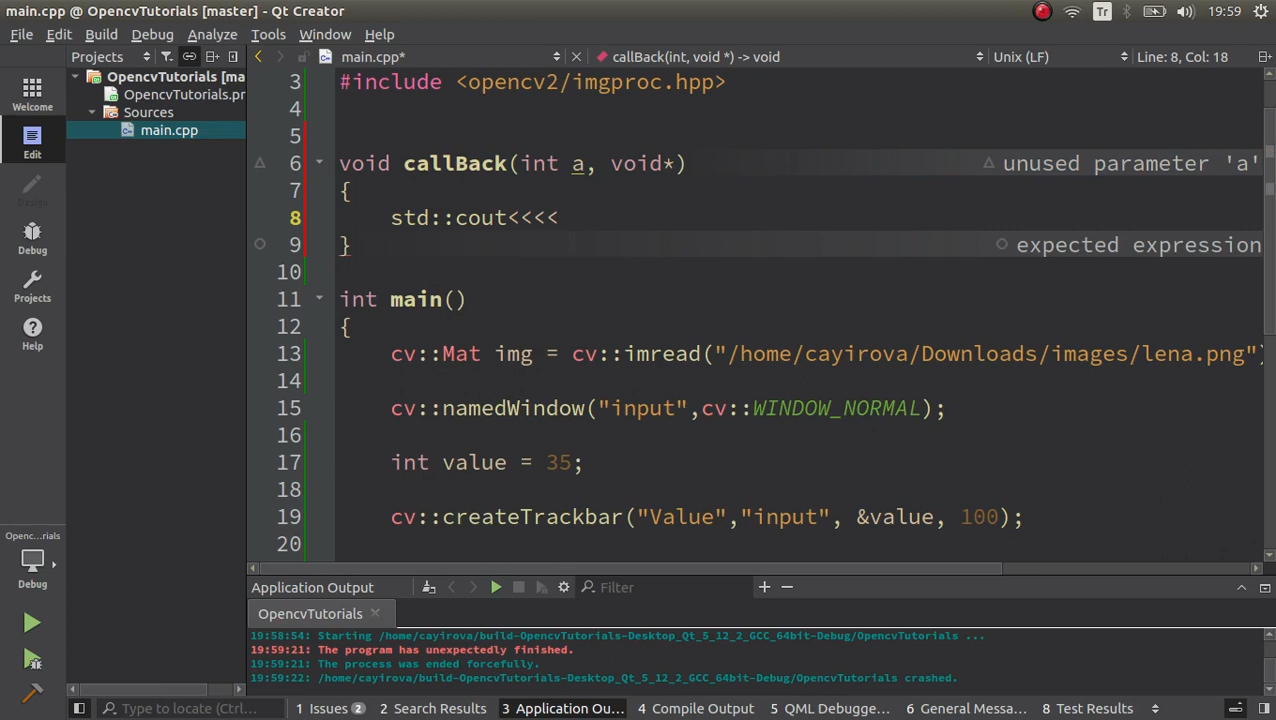 main.cpp @ OpencvTutorials [master] - Qt Creator
Tr
19:59
File Edit View Build Debug Analyze Tools Window Help
Projects
main.cpp*
callBack(int, void *) -> void
Unix (LF)
Line: 8, Col: 18
Welcome
Edit
Design
Debug
Projects
Help
OpencvTutorials [ma
OpencvTutorials.pr
Sources
main.cpp
3 #include <opencv2/imgproc.hpp>
4
5
6 void callBack(int a, void*) unused parameter 'a'
7 {
8 std::cout<<<<
9 } expected expression
10
11 int main()
12 {
13 cv::Mat img = cv::imread("/home/cayirova/Downloads/images/lena.png")
14
15 cv::namedWindow("input",cv::WINDOW_NORMAL);
16
17 int value = 35;
18
19 cv::createTrackbar("Value","input", &value, 100);
20
Openc...rials
Debug
Application Output
Filter
OpencvTutorials
19:58:54: Starting /home/cayirova/build-OpencvTutorials-Desktop_Qt_5_12_2_GCC_64bit-Debug/OpencvTutorials ...
19:59:21: The program has unexpectedly finished.
19:59:21: The process was ended forcefully.
19:59:22: /home/cayirova/build-OpencvTutorials-Desktop_Qt_5_12_2_GCC_64bit-Debug/OpencvTutorials crashed.
Type to locate (Ctrl...
1 Issues 2
2 Search Results
3 Application Ou...
4 Compile Output
5 QML Debugge...
6 General Messa...
8 Test Results